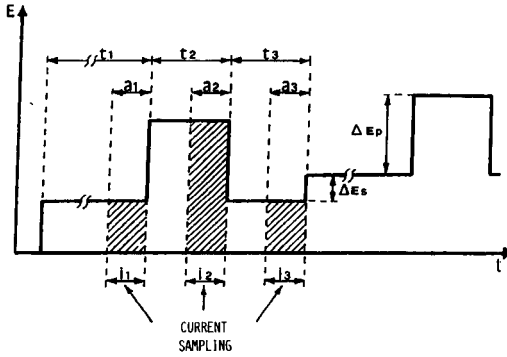 E
t1 t2 t3
a1 a2 a3
ΔEp
ΔEs
t
i1 i2 i3
CURRENT
SAMPLING